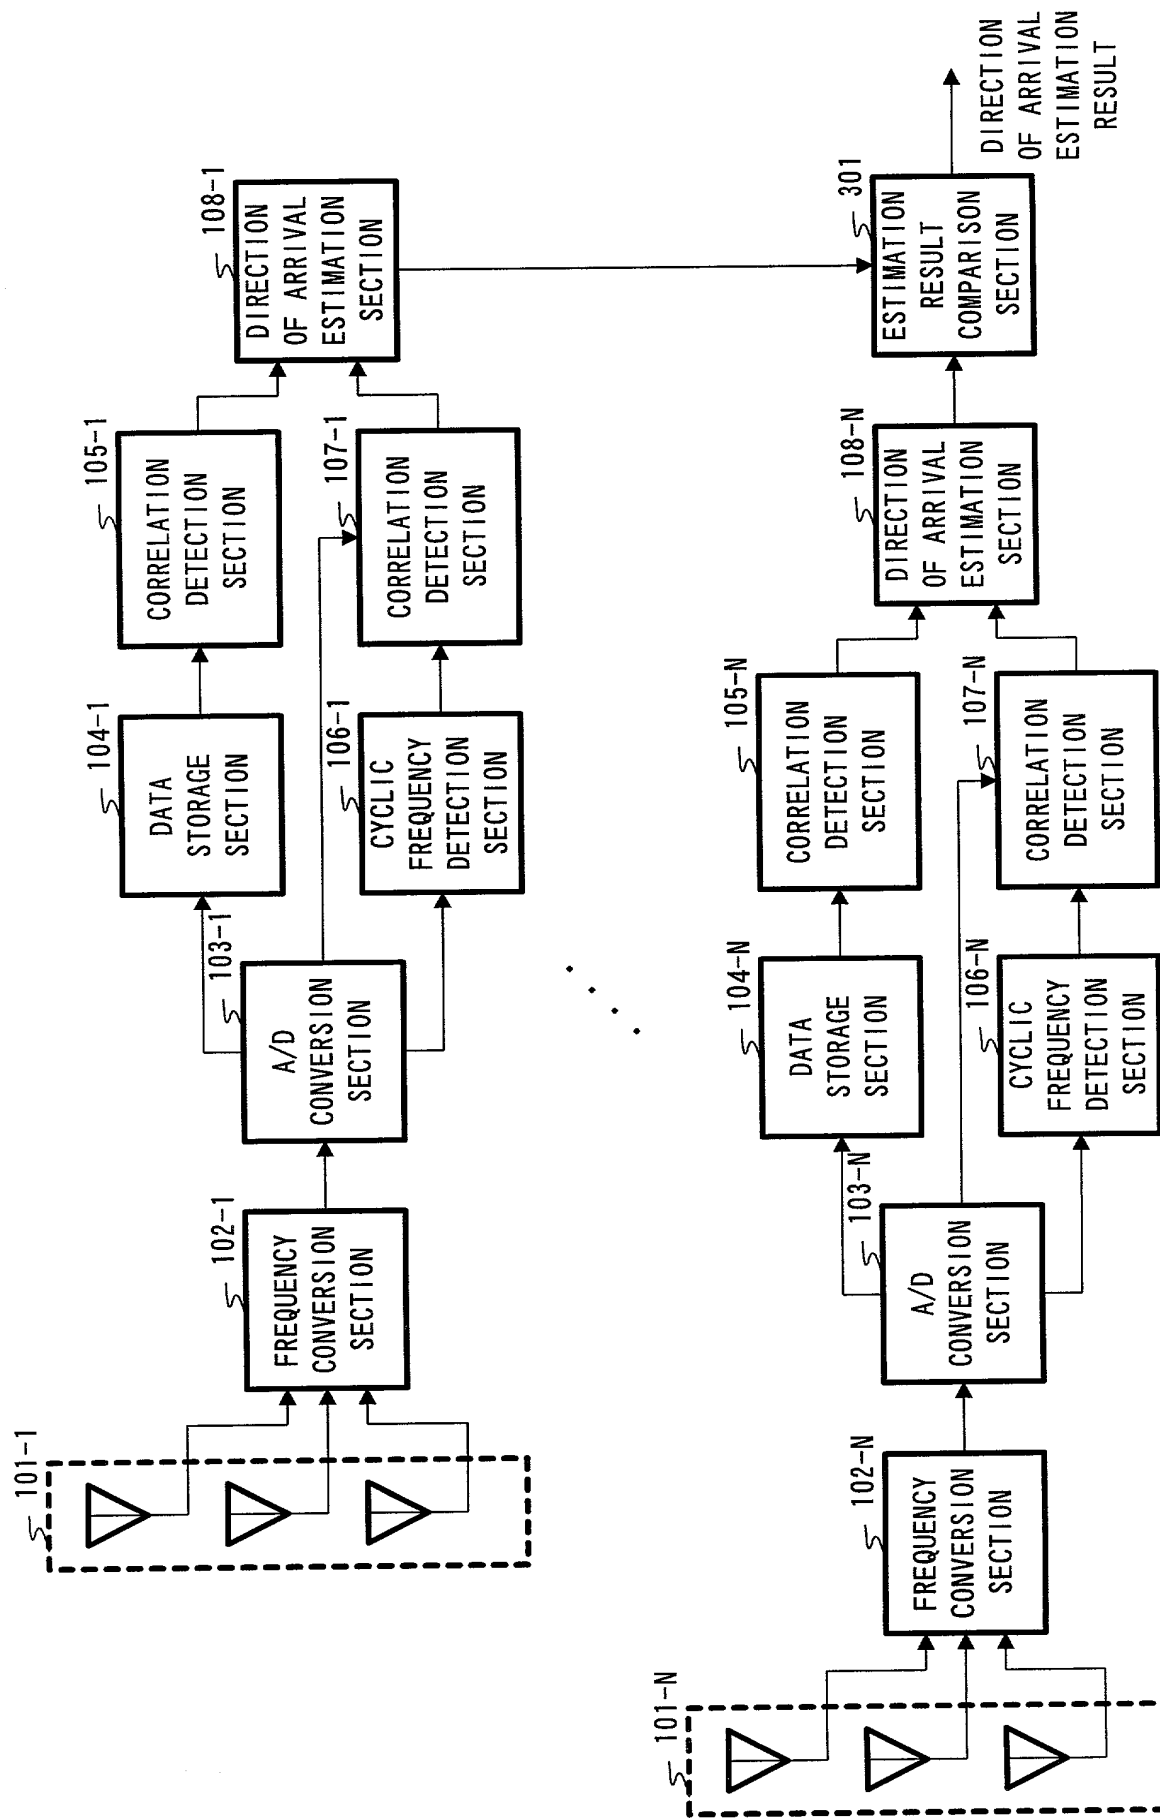 101-1
102-1
FREQUENCY
CONVERSION
SECTION
103-1
A/D
CONVERSION
SECTION
104-1
DATA
STORAGE
SECTION
105-1
CORRELATION
DETECTION
SECTION
106-1
CYCLIC
FREQUENCY
DETECTION
SECTION
107-1
CORRELATION
DETECTION
SECTION
108-1
DIRECTION
OF ARRIVAL
ESTIMATION
SECTION
101-N
102-N
FREQUENCY
CONVERSION
SECTION
103-N
A/D
CONVERSION
SECTION
104-N
DATA
STORAGE
SECTION
105-N
CORRELATION
DETECTION
SECTION
106-N
CYCLIC
FREQUENCY
DETECTION
SECTION
107-N
CORRELATION
DETECTION
SECTION
108-N
DIRECTION
OF ARRIVAL
ESTIMATION
SECTION
301
ESTIMATION
RESULT
COMPARISON
SECTION
DIRECTION
OF ARRIVAL
ESTIMATION
RESULT